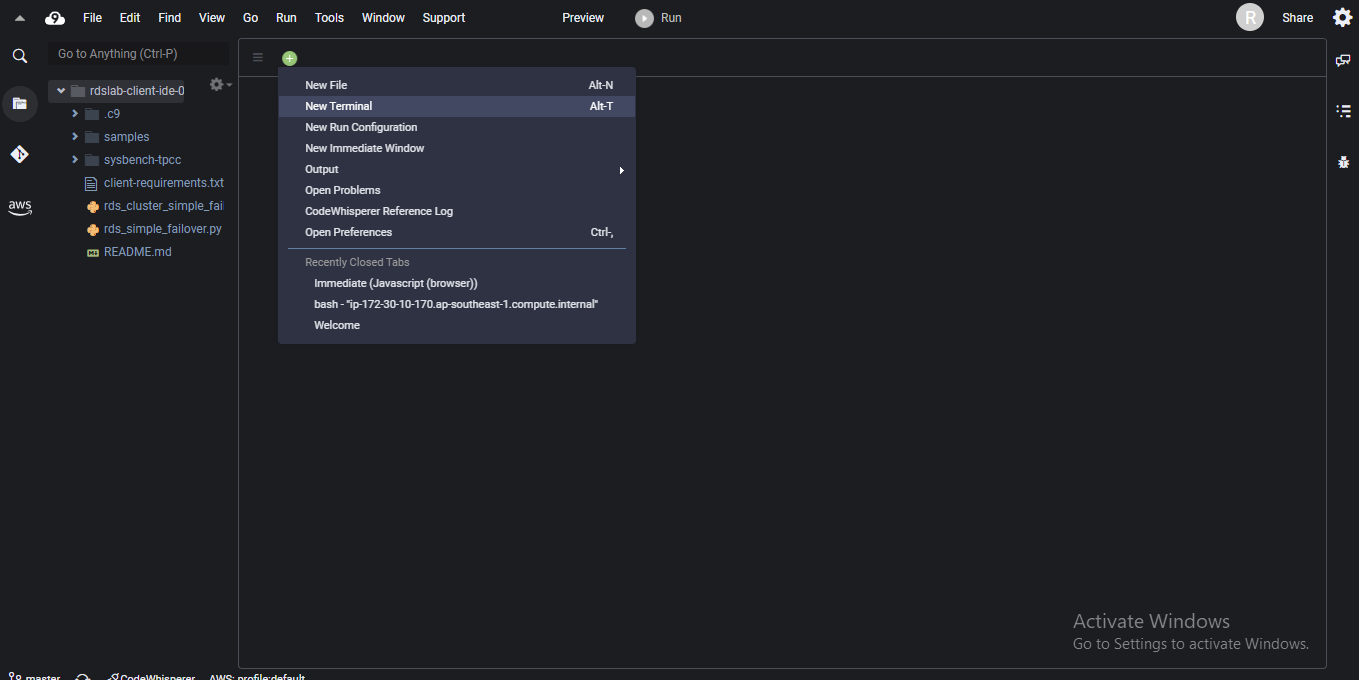 File Edit Find View Go Run Tools Window Support Preview Run R Share
Go to Anything (Ctrl-P)
rdslab-client-ide-0
.c9
samples
sysbench-tpcc
client-requirements.txt
rds_cluster_simple_fai
rds_simple_failover.py
README.md
aws
New File Alt-N
New Terminal Alt-T
New Run Configuration
New Immediate Window
Output
Open Problems
CodeWhisperer Reference Log
Open Preferences Ctrl-,
Recently Closed Tabs
Immediate (Javascript (browser))
bash - "ip-172-30-10-170.ap-southeast-1.compute.internal"
Welcome
Activate Windows
Go to Settings to activate Windows.
master CodeWhisperer AWS: profile:default